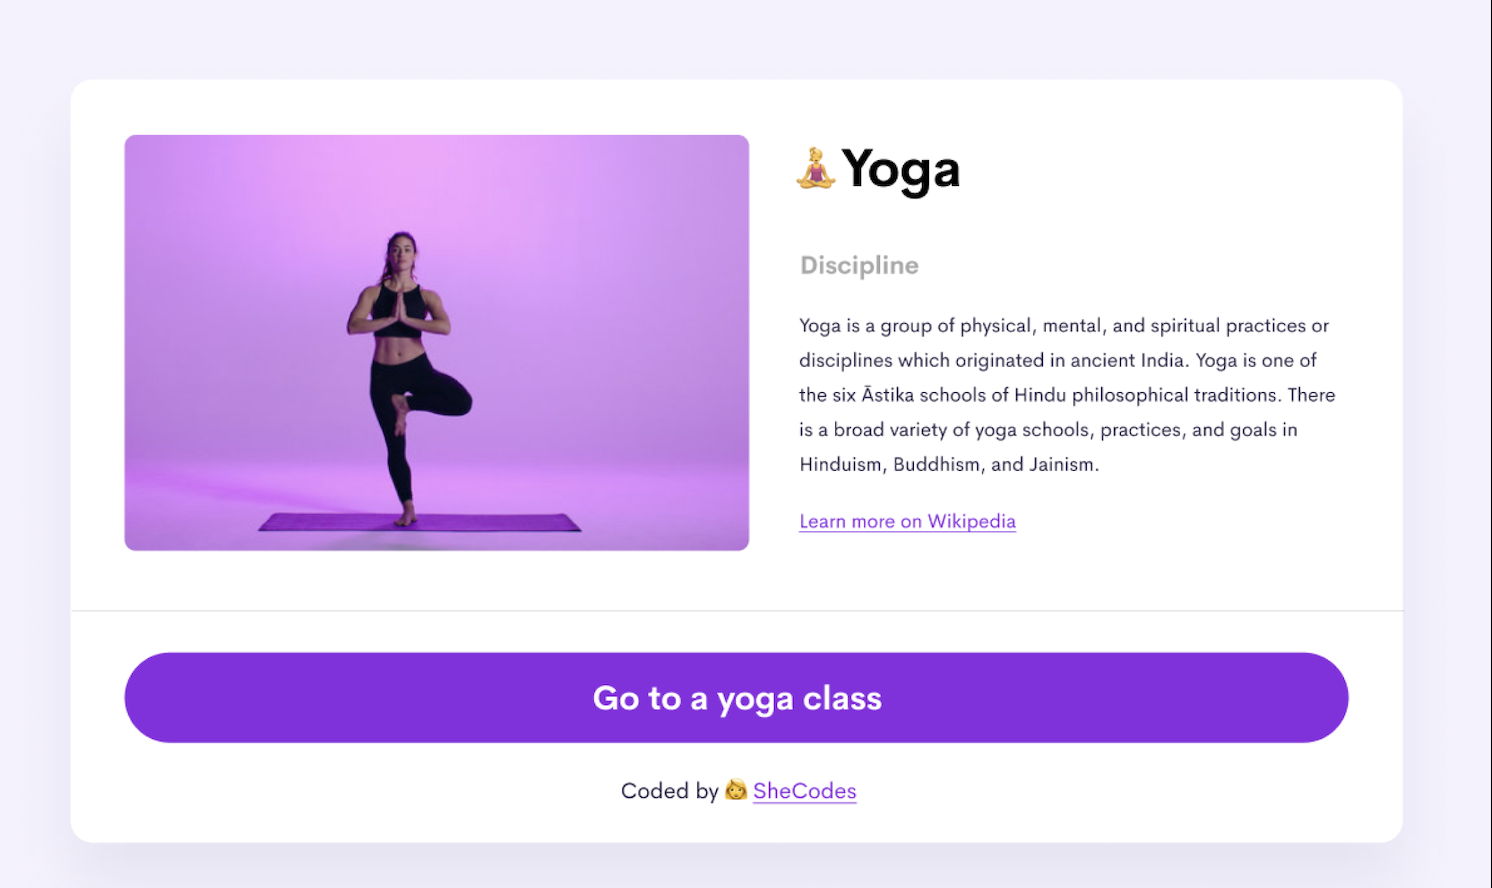 🧘‍♀️Yoga
Discipline
Yoga is a group of physical, mental, and spiritual practices or
disciplines which originated in ancient India. Yoga is one of
the six Āstika schools of Hindu philosophical traditions. There
is a broad variety of yoga schools, practices, and goals in
Hinduism, Buddhism, and Jainism.
Learn more on Wikipedia
Go to a yoga class
Coded by 👩 SheCodes